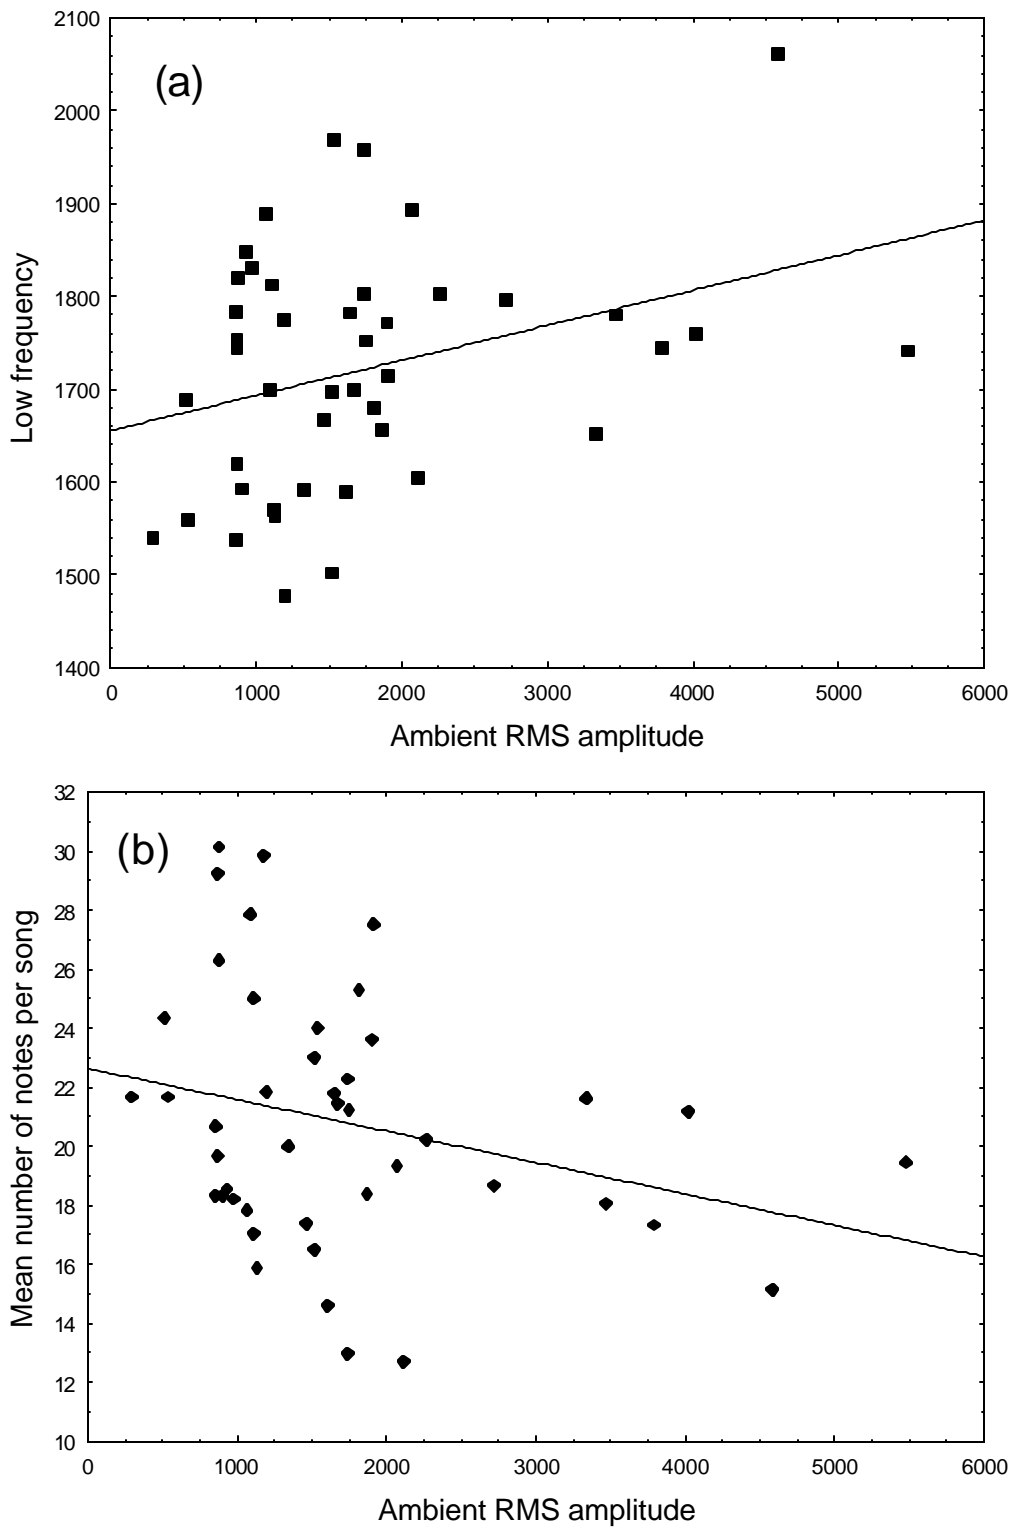 2100
2000
1900
1800
1700
1600
1500
1400
(a)
Low frequency
0 1000 2000 3000 4000 5000 6000
Ambient RMS amplitude
32
30
28
26
24
22
20
18
16
14
12
10
(b)
Mean number of notes per song
0 1000 2000 3000 4000 5000 6000
Ambient RMS amplitude